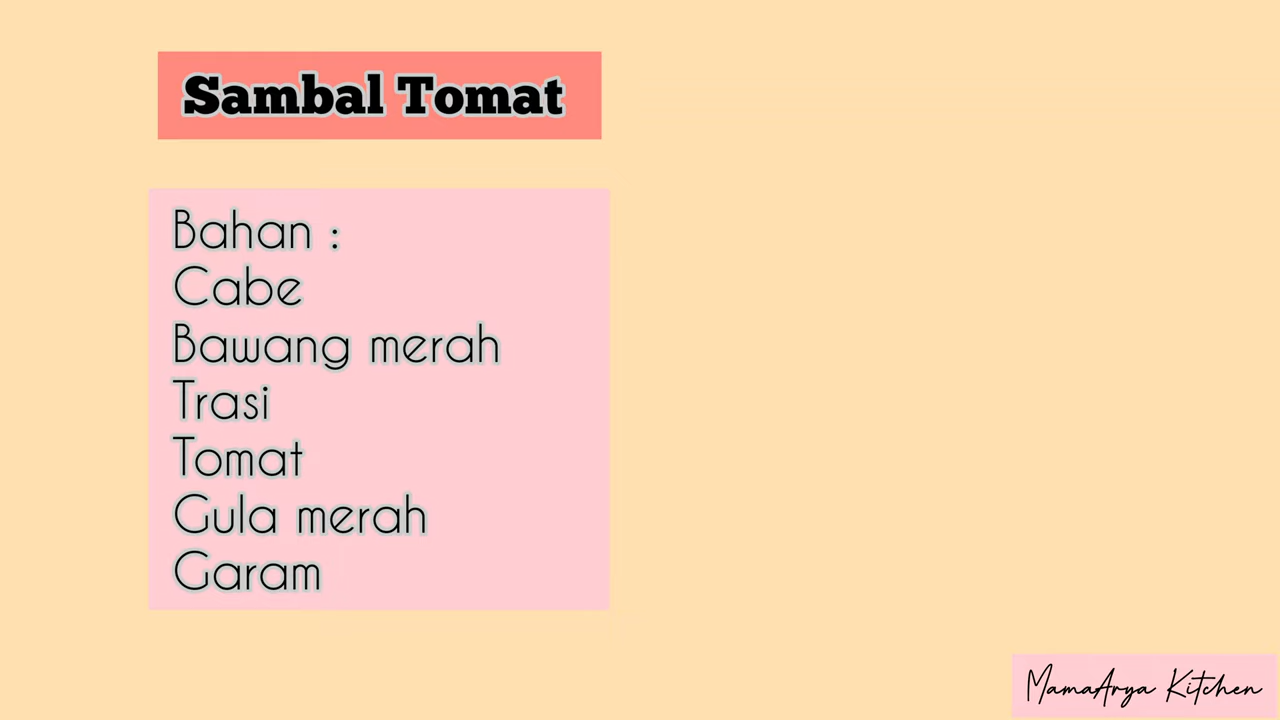 Sambal Tomat
Bahan :
Cabe
Bawang merah
Trasi
Tomat
Gula merah
Garam
MamaArya Kitchen